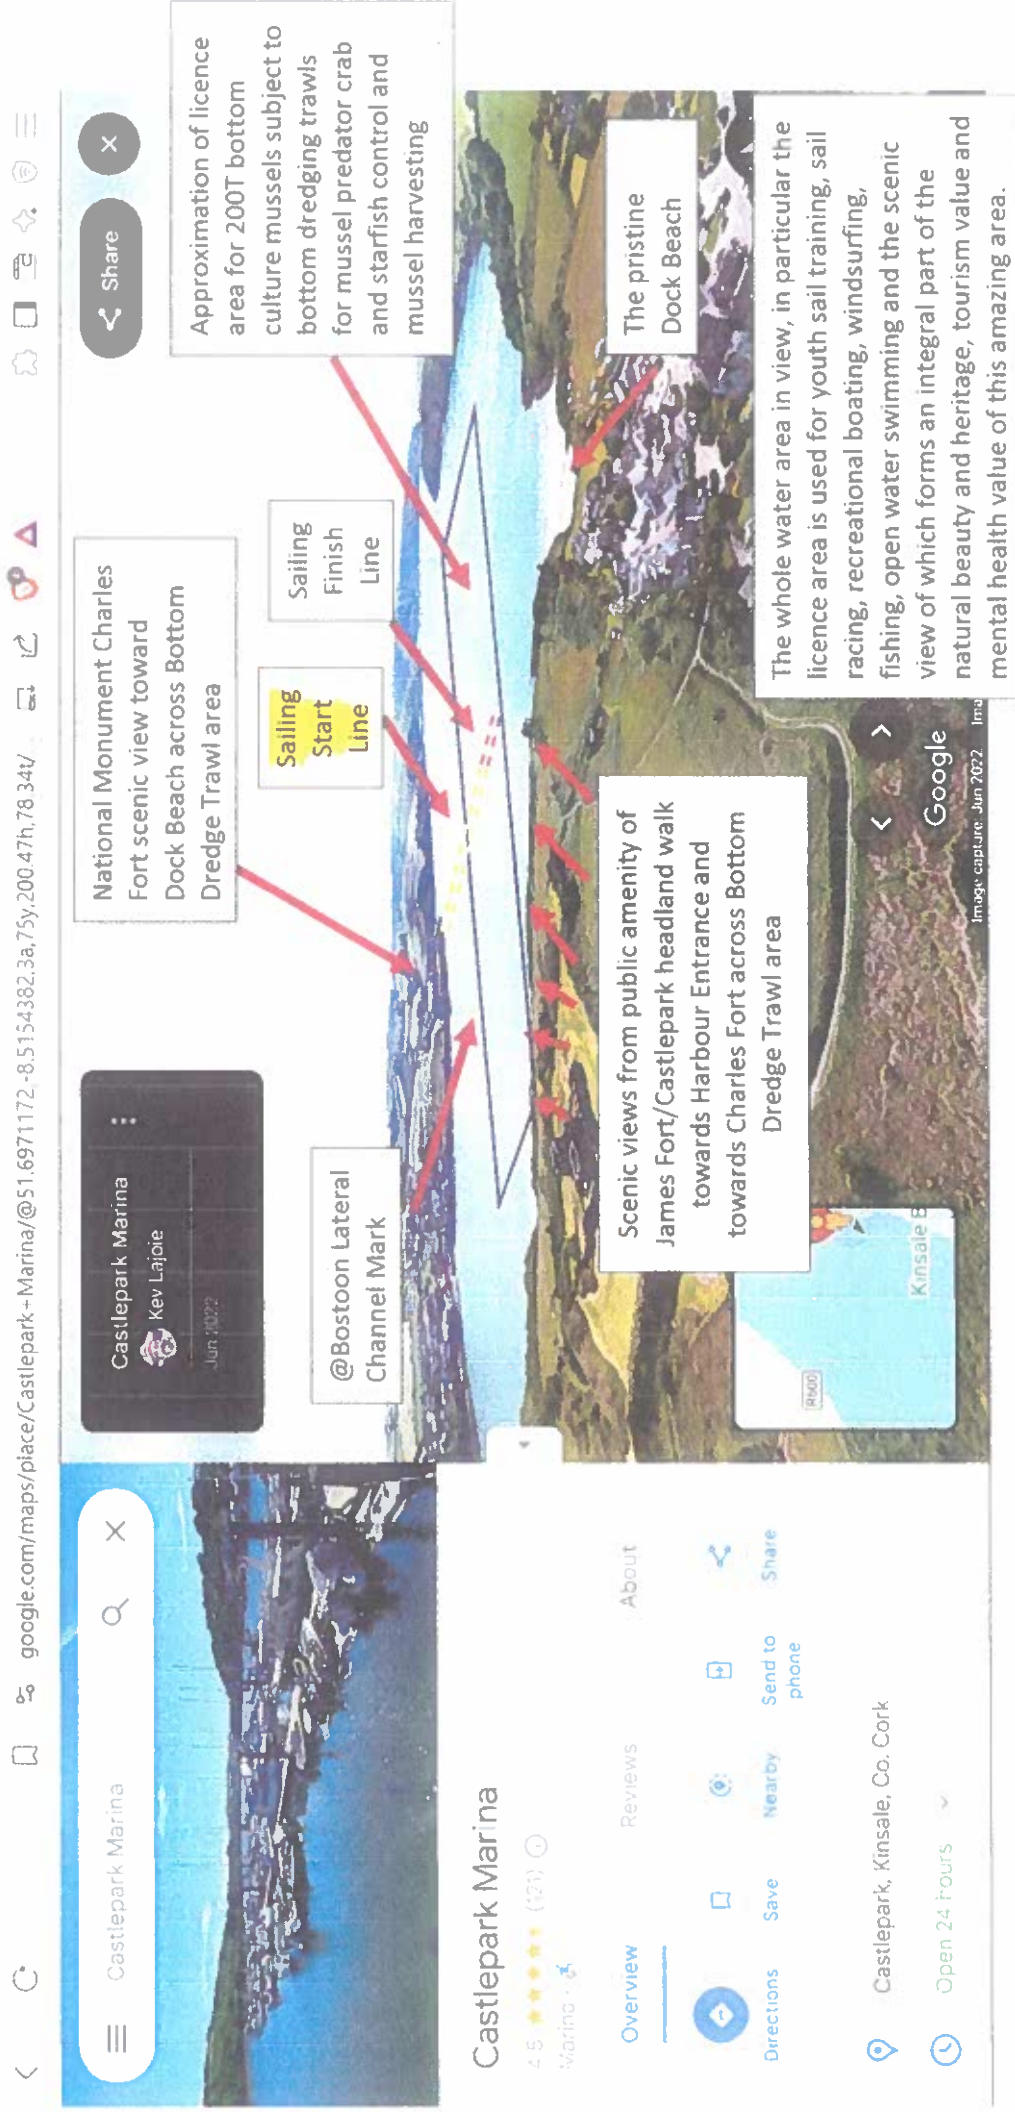 google.com/maps/place/Castlepark+Marina/@51.6971172,-8.5154382,3a,75y,200.47h,78.34t/
Castlepark Marina
Castlepark Marina
4.5 ★★★★★ (121)
Marina
Overview
Reviews
About
Directions
Save
Nearby
Send to
phone
Share
Castlepark, Kinsale, Co. Cork
Open 24 hours
Castlepark Marina
Kev Lajoie
Jun 2022
Share
National Monument Charles
Fort scenic view toward
Dock Beach across Bottom
Dredge Trawl area
Approximation of licence
area for 200T bottom
culture mussels subject to
bottom dredging trawls
for mussel predator crab
and starfish control and
mussel harvesting
@Bostoon Lateral
Channel Mark
Sailing
Start
Line
Sailing
Finish
Line
The pristine
Dock Beach
Scenic views from public amenity of
James Fort/Castlepark headland walk
towards Harbour Entrance and
towards Charles Fort across Bottom
Dredge Trawl area
The whole water area in view, in particular the
licence area is used for youth sail training, sail
racing, recreational boating, windsurfing,
fishing, open water swimming and the scenic
view of which forms an integral part of the
natural beauty and heritage, tourism value and
mental health value of this amazing area.
R600
Kinsale B
Google
Image capture: Jun 2022 Ima